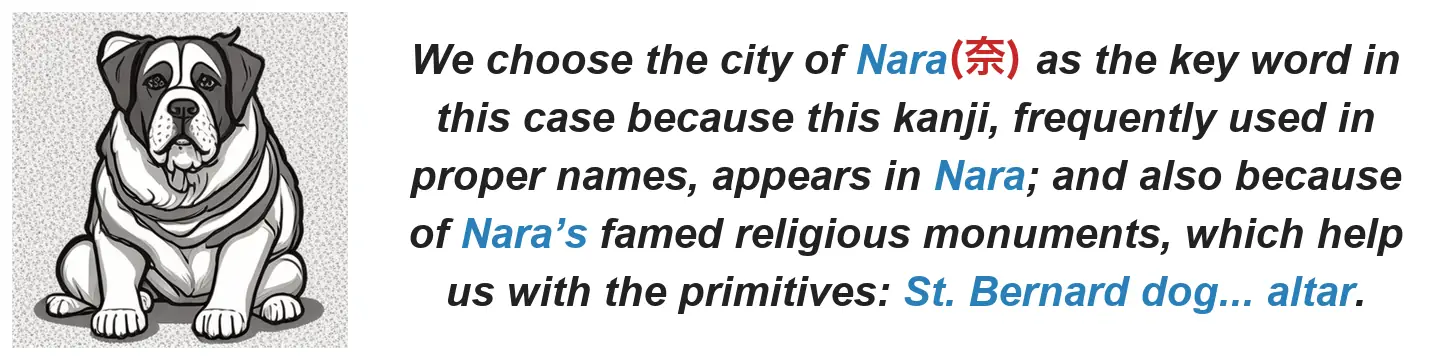 We choose the city of Nara(奈) as the key word in
this case because this kanji, frequently used in
proper names, appears in Nara; and also because
of Nara’s famed religious monuments, which help
us with the primitives: St. Bernard dog... altar.